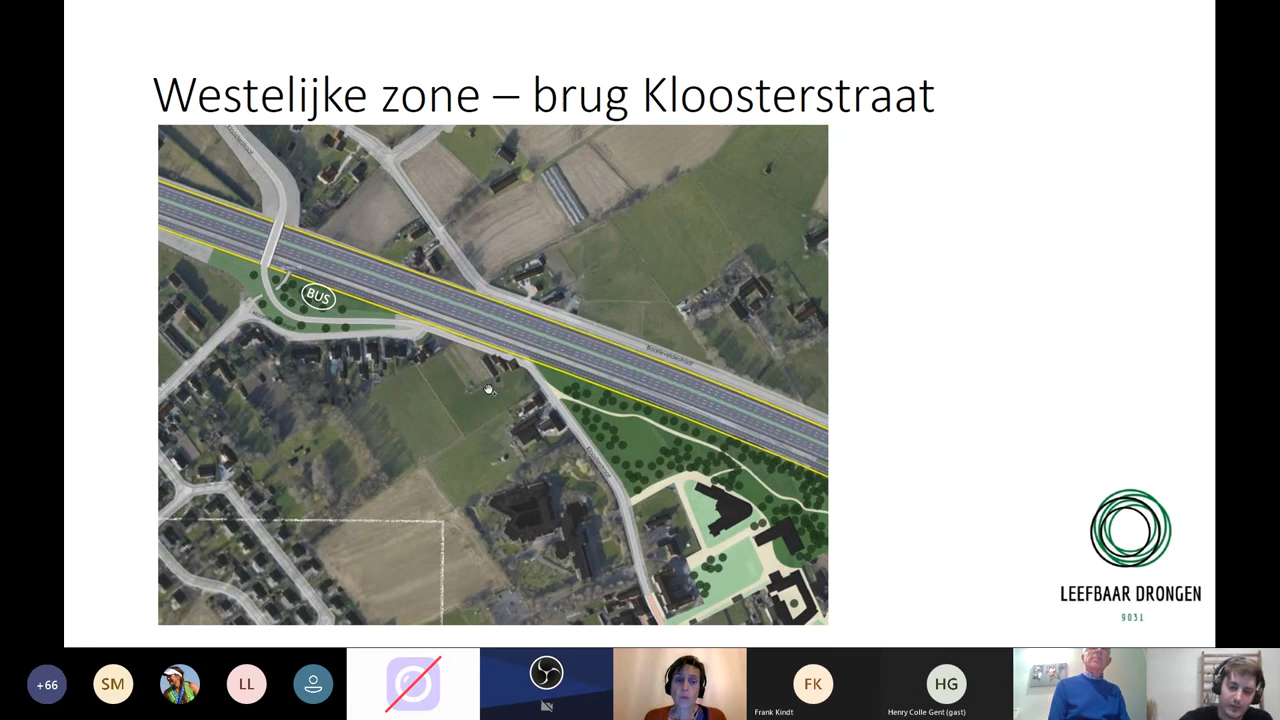 Westelijke zone – brug Kloosterstraat
BUS
LEEFBAAR DRONGEN
9031
+66
SM
LL
FK
Frank Kindt
HG
Henry Colle Gent (gast)